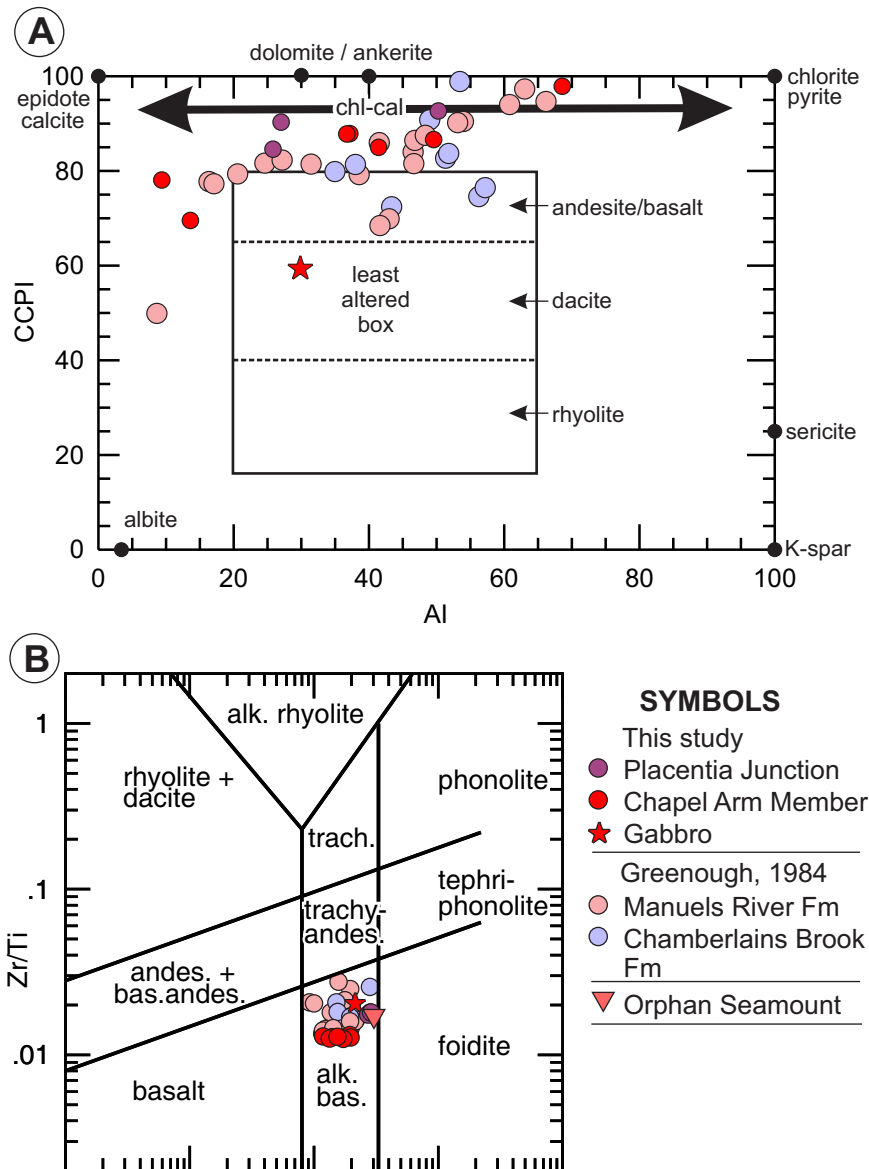 A
dolomite / ankerite
100
80
60
40
20
0
CCPI
epidote
calcite
chl-cal
chlorite
pyrite
andesite/basalt
least
altered
box
dacite
rhyolite
sericite
albite
K-spar
0
20
40
60
80
100
AI
B
1
.1
.01
Zr/Ti
alk. rhyolite
rhyolite +
dacite
phonolite
trach.
tephri-
phonolite
trachy-
andes.
andes. +
bas.andes.
basalt
alk.
bas.
foidite
SYMBOLS
This study
Placentia Junction
Chapel Arm Member
Gabbro
Greenough, 1984
Manuels River Fm
Chamberlains Brook
Fm
Orphan Seamount